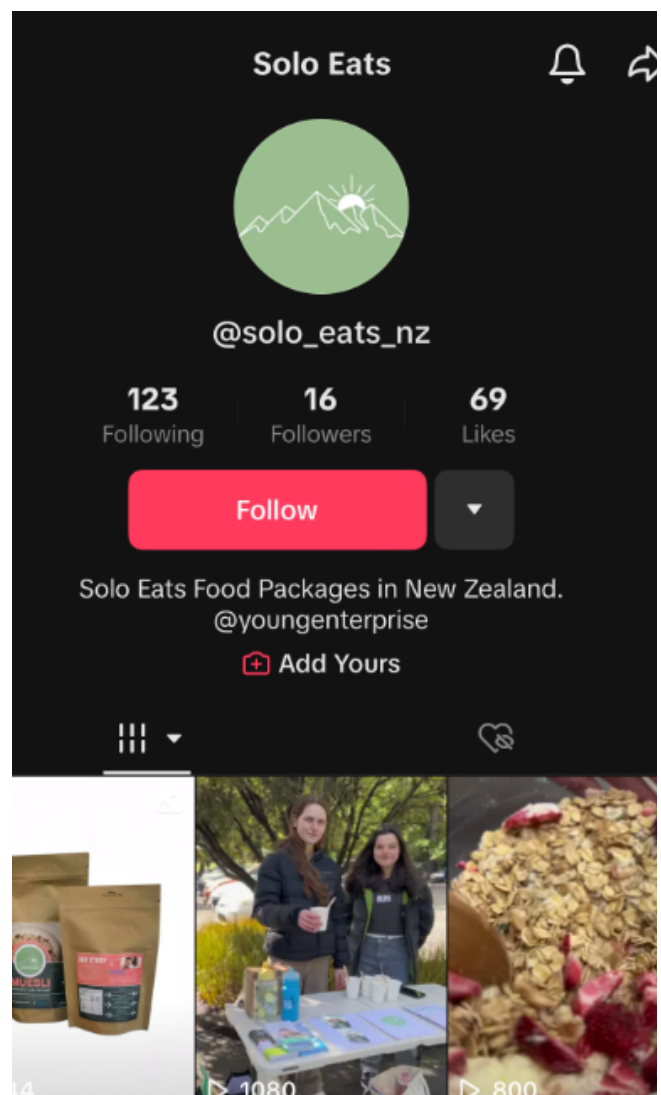 Solo Eats
@solo_eats_nz
123 16 69
Following Followers Likes
Follow
Solo Eats Food Packages in New Zealand.
@youngenterprise
Add Yours
MUESLI
1080 800